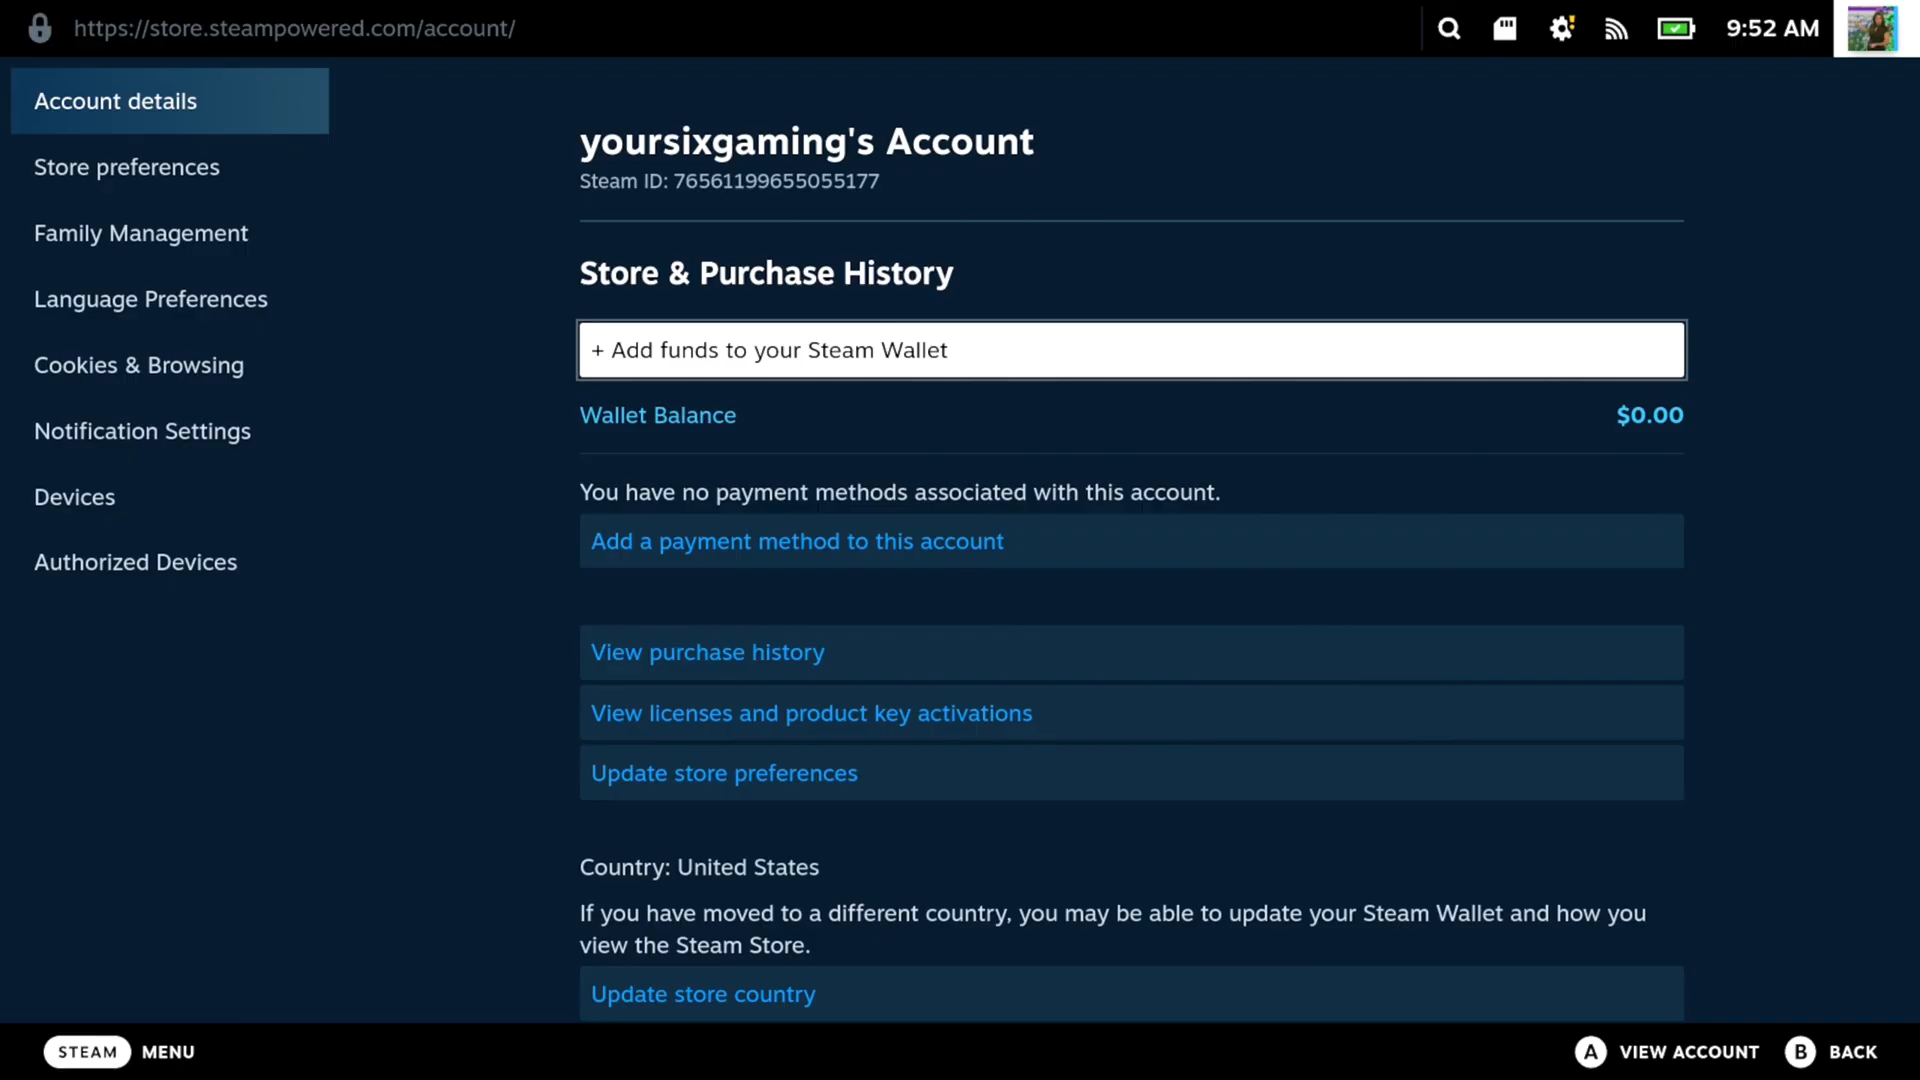 https://store.steampowered.com/account/
9:52 AM
Account details
Store preferences
Family Management
Language Preferences
Cookies & Browsing
Notification Settings
Devices
Authorized Devices
yoursixgaming's Account
Steam ID: 76561199655055177
Store & Purchase History
+ Add funds to your Steam Wallet
Wallet Balance $0.00
You have no payment methods associated with this account.
Add a payment method to this account
View purchase history
View licenses and product key activations
Update store preferences
Country: United States
If you have moved to a different country, you may be able to update your Steam Wallet and how you
view the Steam Store.
Update store country
STEAM MENU
A VIEW ACCOUNT B BACK